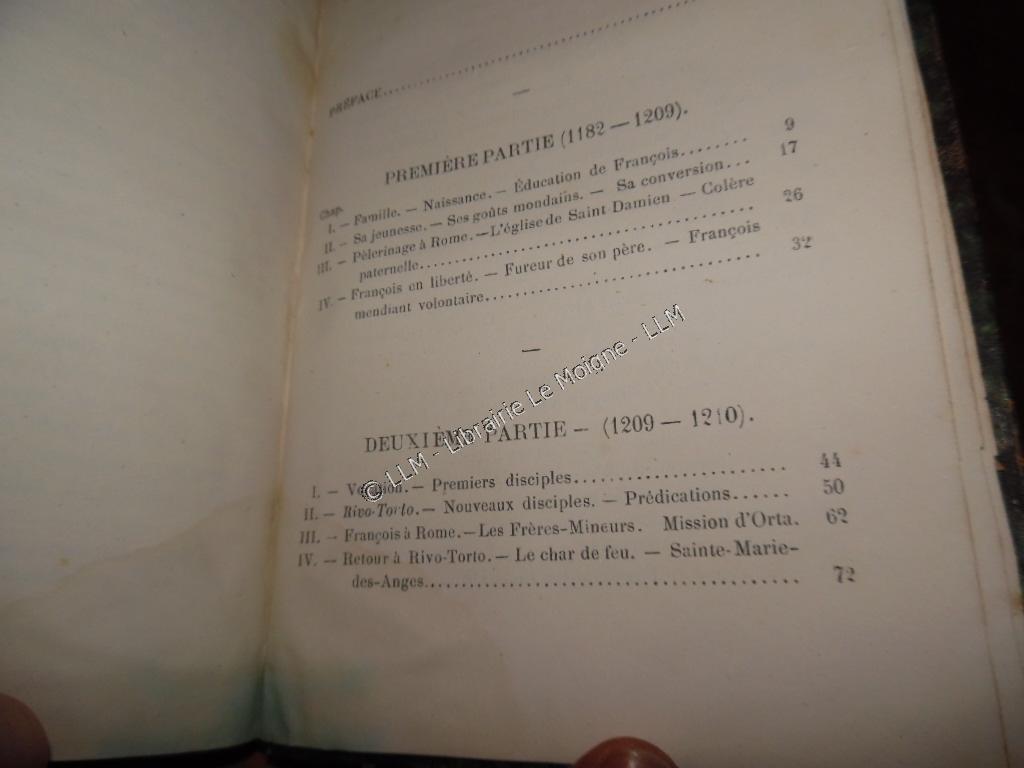 PRÉFACE........................................
PREMIÈRE PARTIE (1182 — 1209).
Chap.
I. — Famille. — Naissance. — Éducation de François........ 9
II. — Sa jeunesse. — Ses goûts mondains. — Sa conversion... 17
III. — Pèlerinage à Rome. — L'église de Saint Damien — Colère
paternelle........................................ 26
IV. — François en liberté. — Fureur de son père. — François
mendiant volontaire.............................. 32
DEUXIÈME PARTIE — (1209 — 1210).
I. — Vocation. — Premiers disciples...................... 44
II. — Rivo-Torto. — Nouveaux disciples. — Prédications...... 50
III. — François à Rome. — Les Frères-Mineurs. Mission d'Orta. 62
IV. — Retour à Rivo-Torto. — Le char de feu. — Sainte-Marie-
des-Anges........................................ 72
© LLM - Librairie Le Moigne - LLM